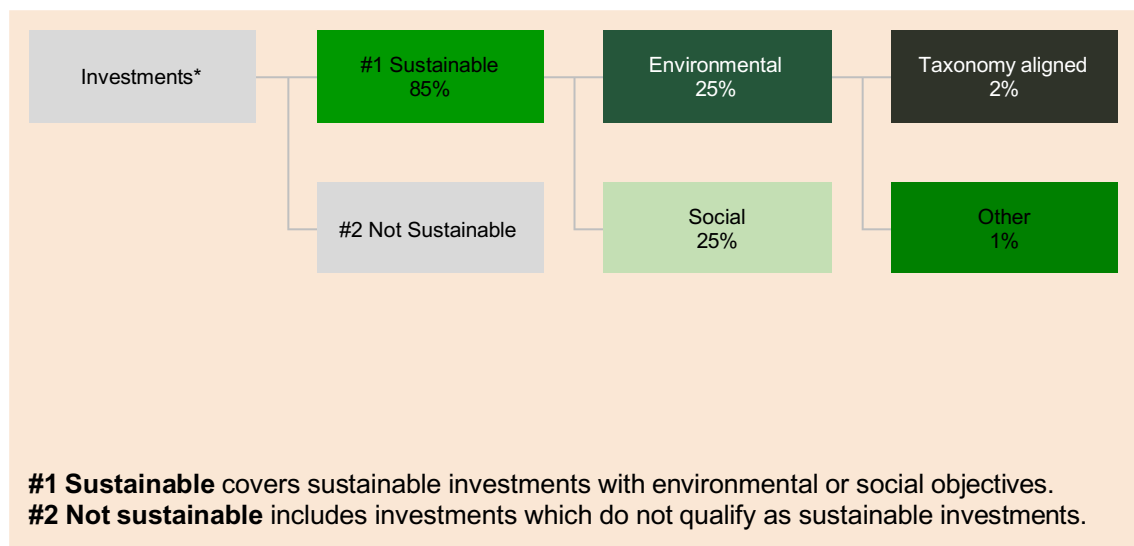 Investments*
#1 Sustainable
85%
Environmental
25%
Taxonomy aligned
2%
#2 Not Sustainable
Social
25%
Other
1%
#1 Sustainable covers sustainable investments with environmental or social objectives.
#2 Not sustainable includes investments which do not qualify as sustainable investments.